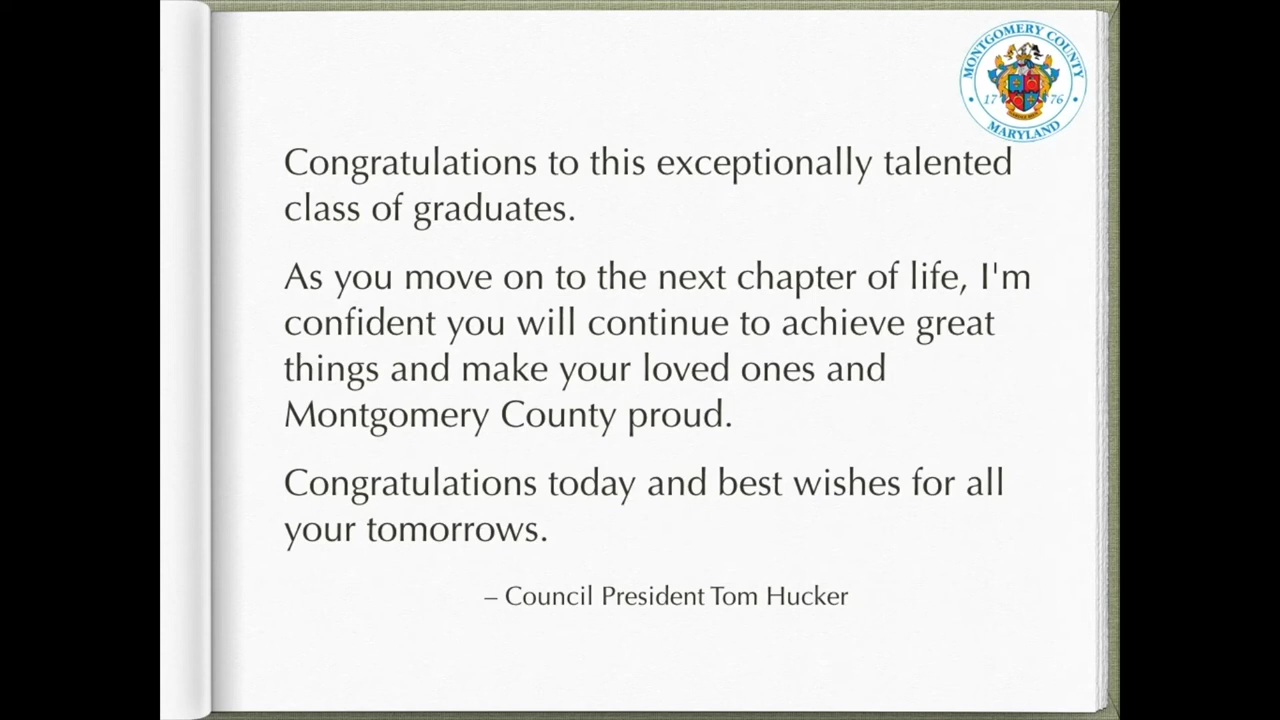 MONTGOMERY COUNTY
17 76
MARYLAND
Congratulations to this exceptionally talented
class of graduates.
As you move on to the next chapter of life, I'm
confident you will continue to achieve great
things and make your loved ones and
Montgomery County proud.
Congratulations today and best wishes for all
your tomorrows.
– Council President Tom Hucker